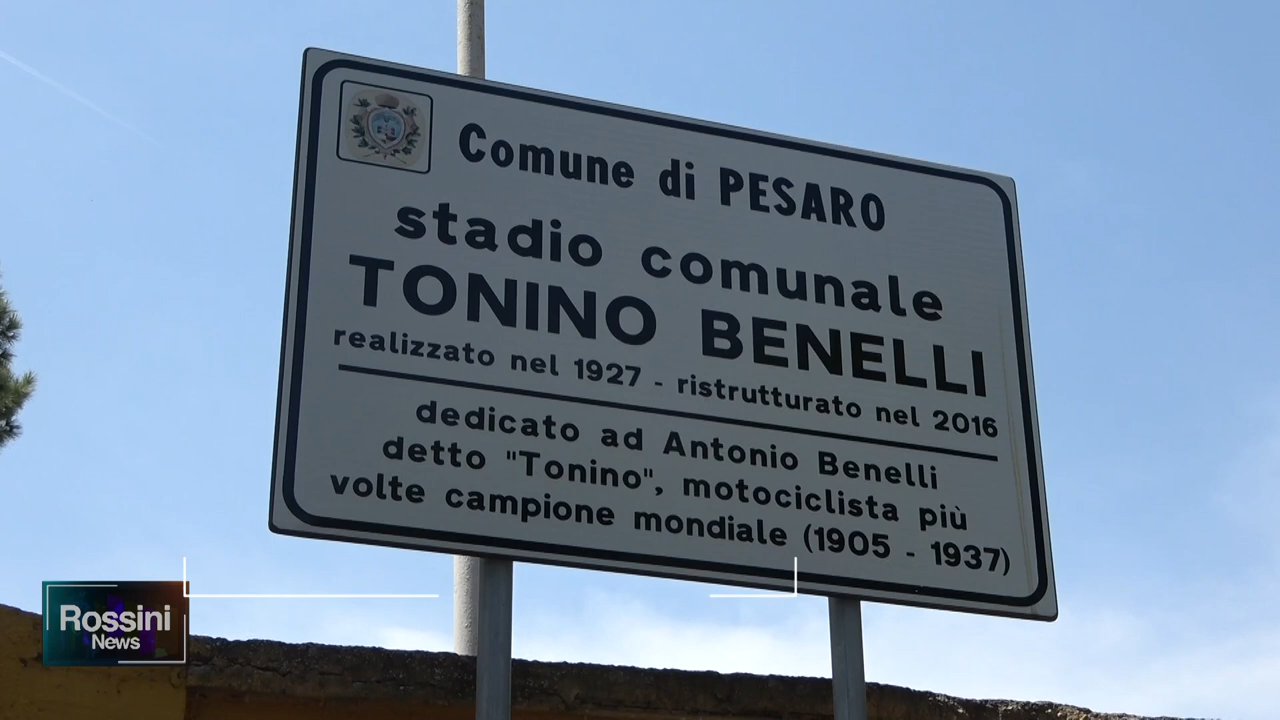 Comune di PESARO
stadio comunale
TONINO BENELLI
realizzato nel 1927 - ristrutturato nel 2016
dedicato ad Antonio Benelli
detto "Tonino", motociclista più
volte campione mondiale (1905 - 1937)
Rossini
News